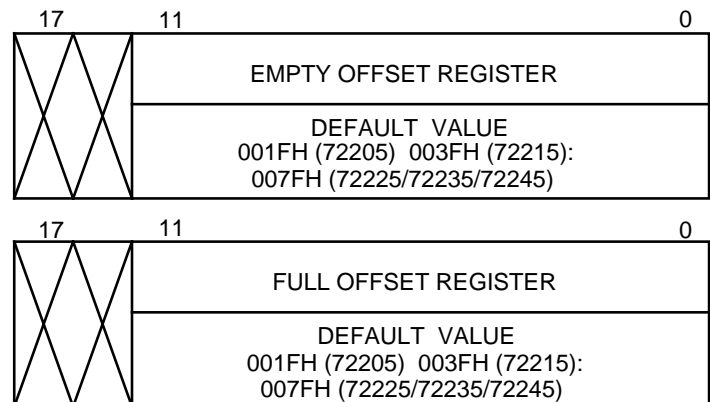 17 11 0
EMPTY OFFSET REGISTER
DEFAULT VALUE
001FH (72205) 003FH (72215):
007FH (72225/72235/72245)
17 11 0
FULL OFFSET REGISTER
DEFAULT VALUE
001FH (72205) 003FH (72215):
007FH (72225/72235/72245)